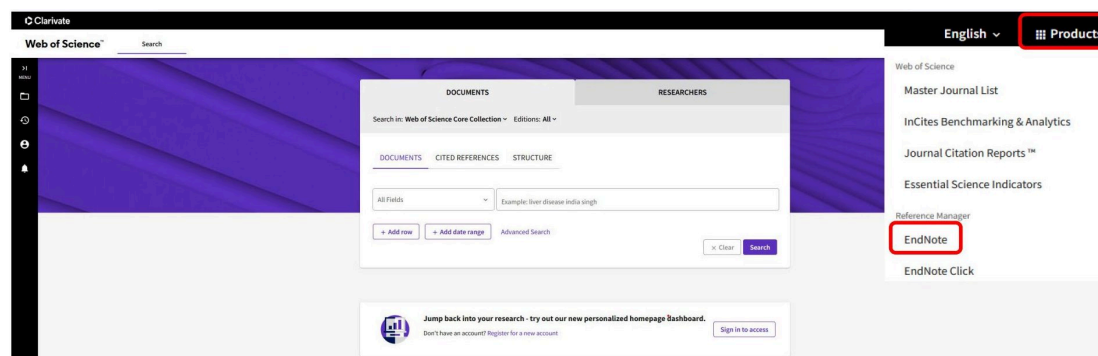 Clarivate
English
Products
Web of Science™
Search
MENU
DOCUMENTS
RESEARCHERS
Search in: Web of Science Core Collection Editions: All
DOCUMENTS CITED REFERENCES STRUCTURE
All Fields
Example: liver disease india singh
+ Add row
+ Add date range
Advanced Search
× Clear
Search
Jump back into your research - try out our new personalized homepage dashboard.
Don't have an account? Register for a new account
Sign in to access
Web of Science
Master Journal List
InCites Benchmarking & Analytics
Journal Citation Reports ™
Essential Science Indicators
Reference Manager
EndNote
EndNote Click